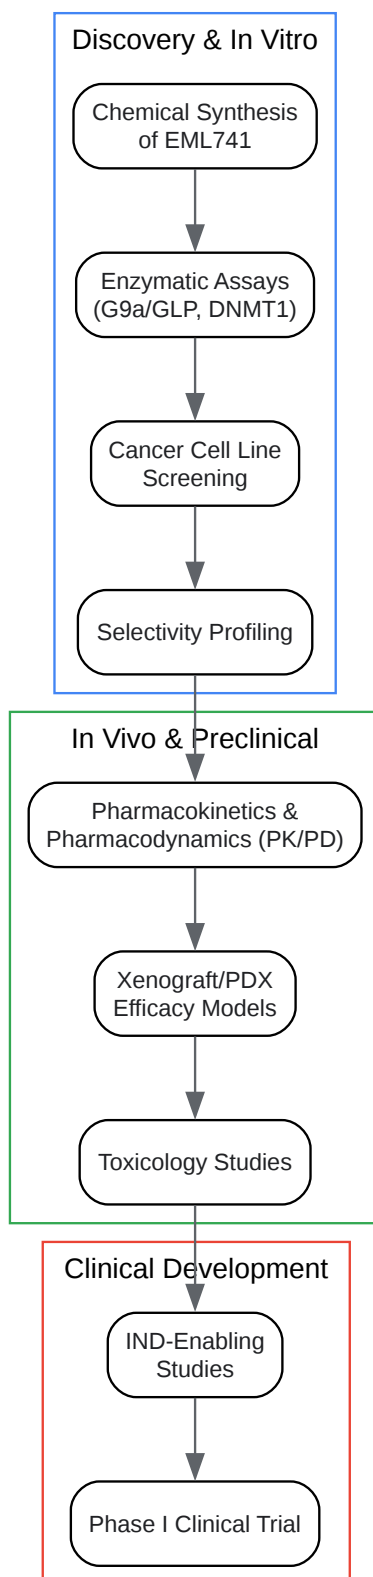 Discovery & In Vitro
Chemical Synthesis
of EML741
Enzymatic Assays
(G9a/GLP, DNMT1)
Cancer Cell Line
Screening
Selectivity Profiling
In Vivo & Preclinical
Pharmacokinetics &
Pharmacodynamics (PK/PD)
Xenograft/PDX
Efficacy Models
Toxicology Studies
Clinical Development
IND-Enabling
Studies
Phase I Clinical Trial